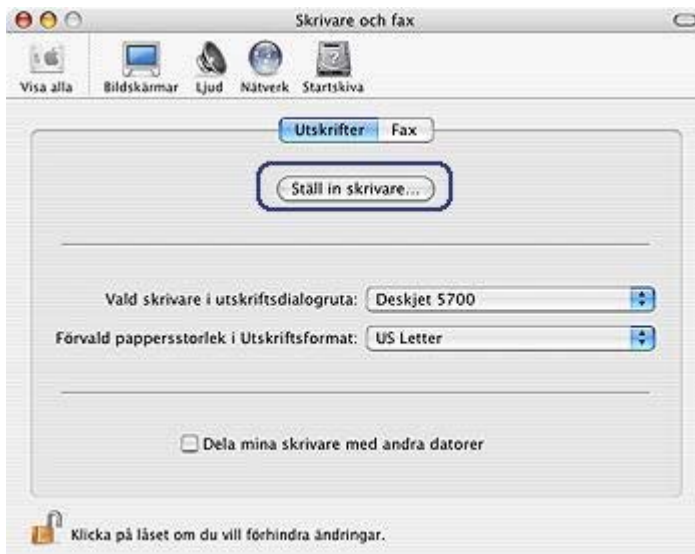 Skrivare och fax
Visa alla Bildskärmar Ljud Nätverk Startskiva
Utskrifter Fax
Ställ in skrivare...
Vald skrivare i utskriftsdialogruta: Deskjet 5700
Förvald pappersstorlek i Utskriftsformat: US Letter
Dela mina skrivare med andra datorer
Klicka på låset om du vill förhindra ändringar.